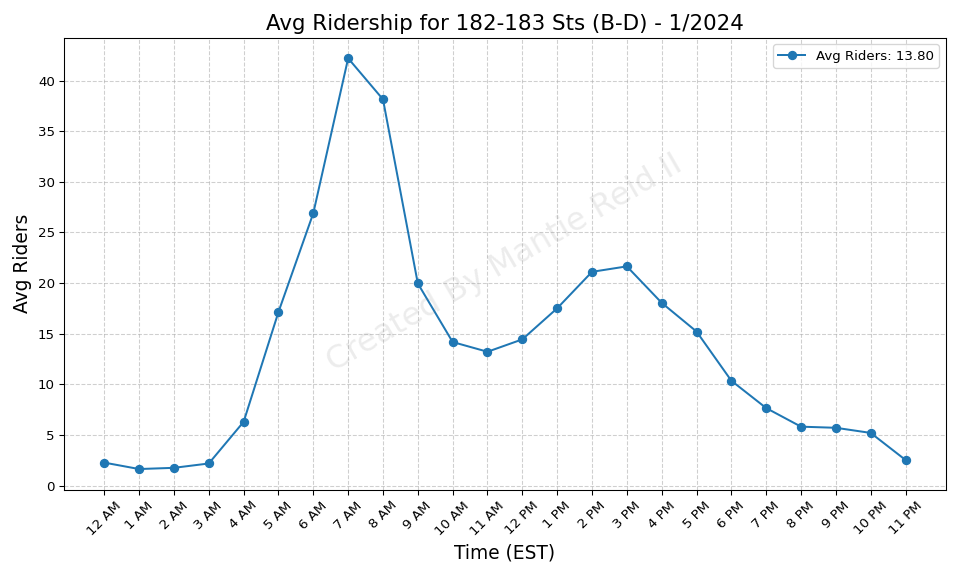 Avg Ridership for 182-183 Sts (B-D) - 1/2024
Avg Riders: 13.80
40
35
30
25
20
15
10
5
0
Avg Riders
Created By Mantie Reid II
12 AM 1 AM 2 AM 3 AM 4 AM 5 AM 6 AM 7 AM 8 AM 9 AM 10 AM 11 AM 12 PM 1 PM 2 PM 3 PM 4 PM 5 PM 6 PM 7 PM 8 PM 9 PM 10 PM 11 PM
Time (EST)